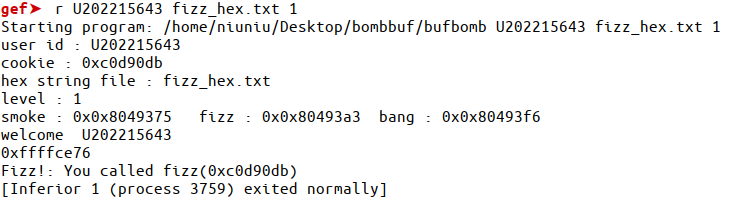 gef➤  r U202215643 fizz_hex.txt 1
Starting program: /home/niuniu/Desktop/bombbuf/bufbomb U202215643 fizz_hex.txt 1
user id : U202215643
cookie : 0xc0d90db
hex string file : fizz_hex.txt
level : 1
smoke : 0x0x8049375   fizz : 0x0x80493a3  bang : 0x0x80493f6
welcome  U202215643
0xffffce76
Fizz!: You called fizz(0xc0d90db)
[Inferior 1 (process 3759) exited normally]